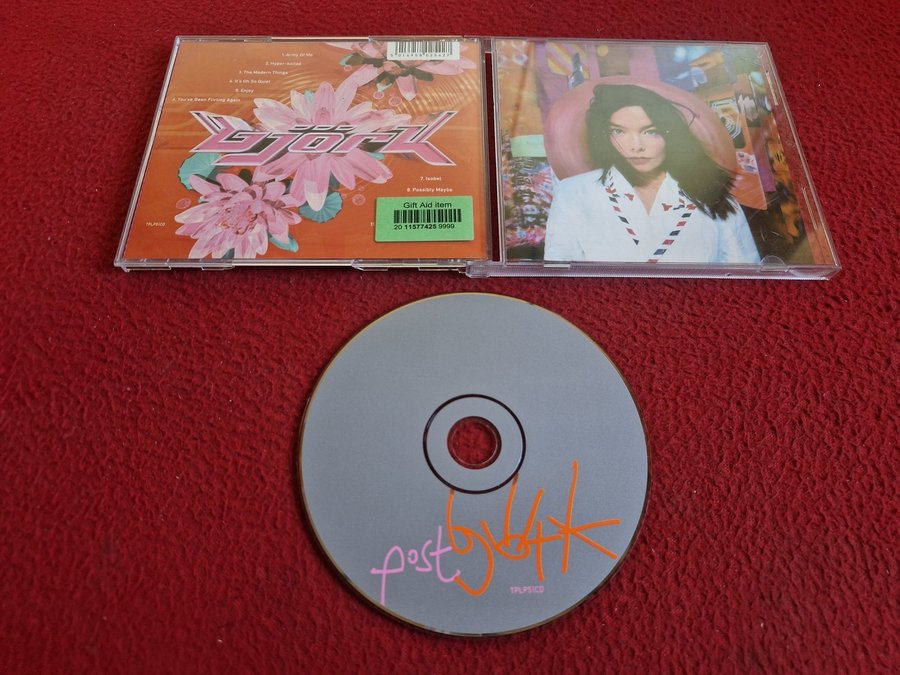 1. Army Of Me
2. Hyper-ballad
3. The Modern Things
4. It's Oh So Quiet
5. Enjoy
6. You've Been Flirting Again
björk
7. Isobel
8. Possibly Maybe
TPLP51CD
Gift Aid item
20 11577425 9999
post björk
TPLP51CD